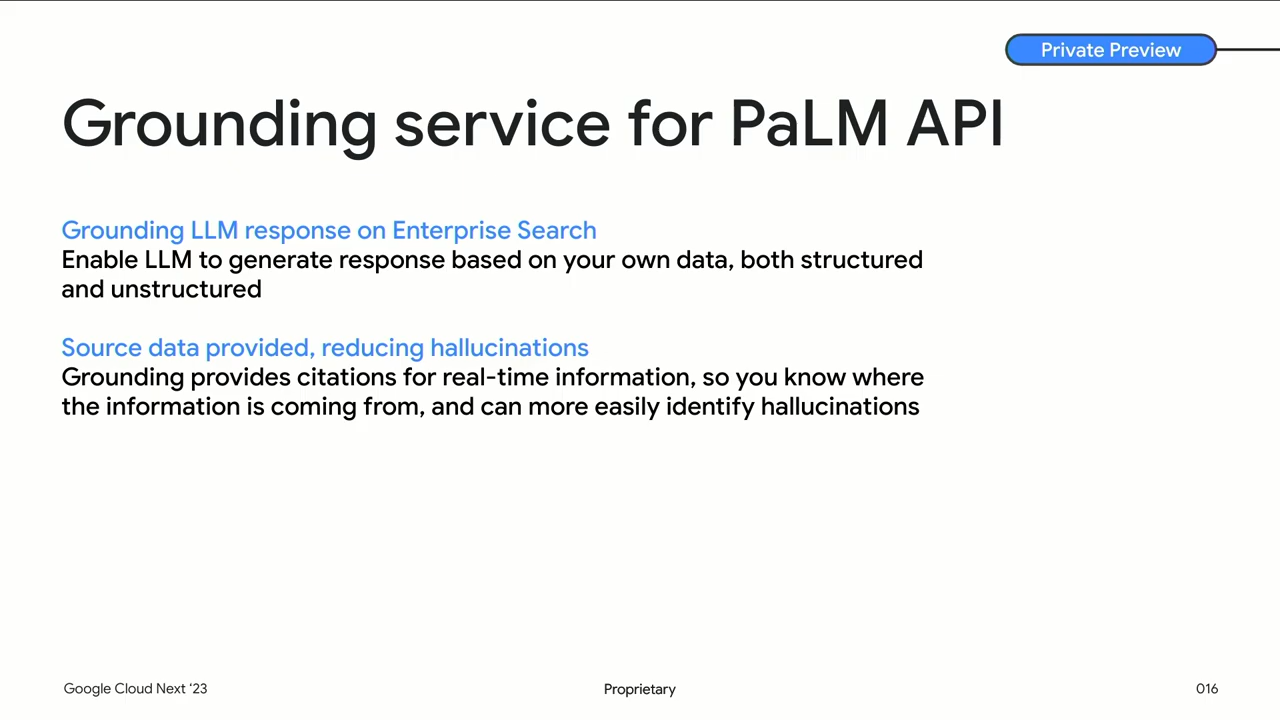 Private Preview
Grounding service for PaLM API
Grounding LLM response on Enterprise Search
Enable LLM to generate response based on your own data, both structured
and unstructured
Source data provided, reducing hallucinations
Grounding provides citations for real-time information, so you know where
the information is coming from, and can more easily identify hallucinations
Google Cloud Next ‘23
Proprietary
016